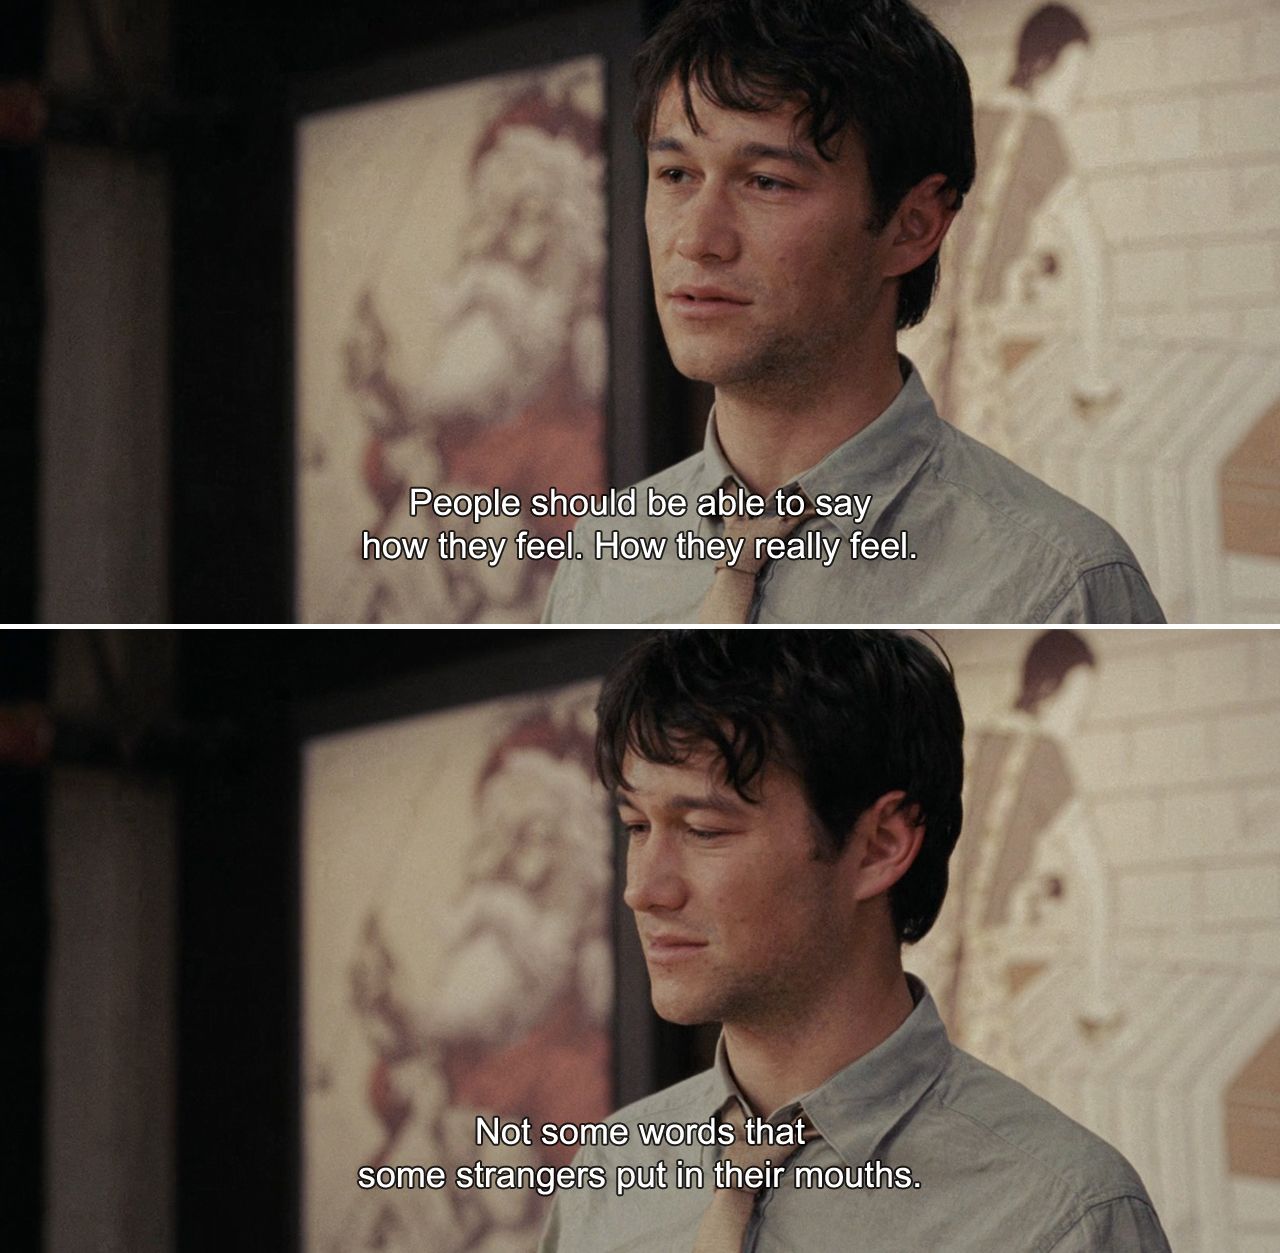 People should be able to say
how they feel. How they really feel.
Not some words that
some strangers put in their mouths.